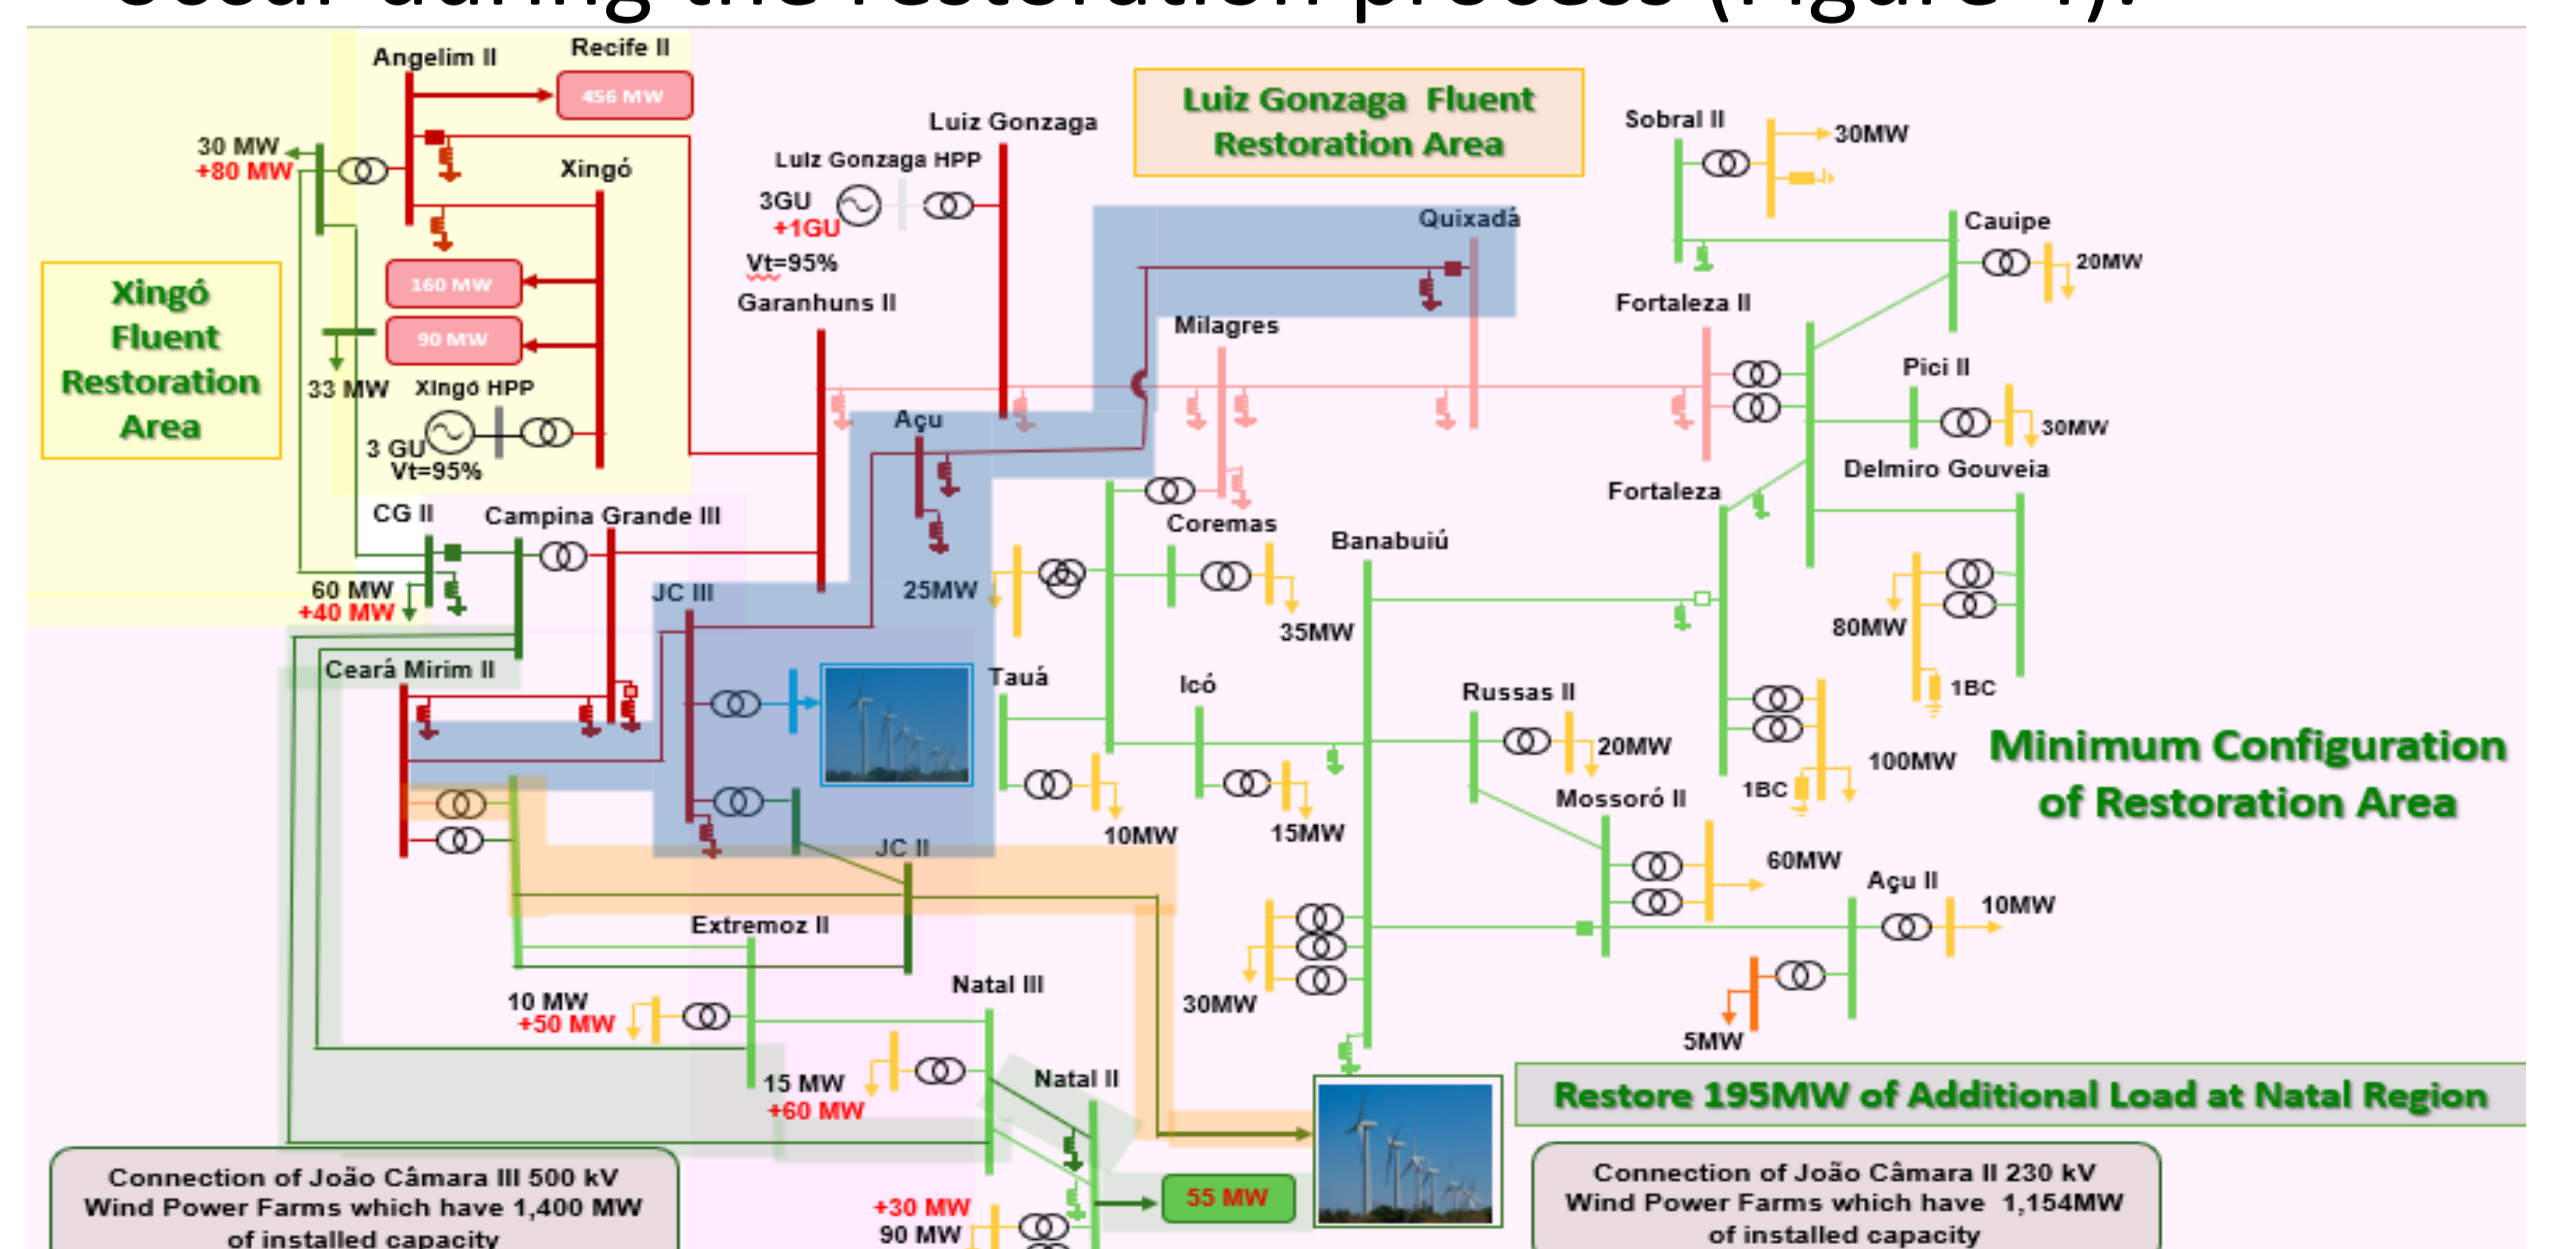 occur during the restoration process (Figure 4).
Angelim II
Recife II
456 MW
30 MW
+80 MW
Xingó
Luiz Gonzaga
Luiz Gonzaga HPP
3GU
+1GU
Vt=95%
Garanhuns II
Luiz Gonzaga Fluent
Restoration Area
Sobral II
30MW
Quixadá
Cauipe
20MW
Xingó
Fluent
Restoration
Area
160 MW
90 MW
33 MW
Xingó HPP
3 GU
Vt=95%
Milagres
Fortaleza II
Pici II
30MW
Açu
Delmiro Gouveia
Fortaleza
CG II
Campina Grande III
Coremas
Banabuiú
60 MW
+40 MW
JC III
25MW
35MW
80MW
1BC
Ceará Mirim II
Tauá
Icó
Russas II
20MW
100MW
1BC
Minimum Configuration
of Restoration Area
10MW
15MW
Mossoró II
60MW
JC II
Açu II
10MW
Extremoz II
30MW
5MW
Natal III
10 MW
+50 MW
15 MW
+60 MW
Natal II
Restore 195MW of Additional Load at Natal Region
55 MW
+30 MW
90 MW
Connection of João Câmara III 500 kV
Wind Power Farms which have 1,400 MW
of installed capacity
Connection of João Câmara II 230 kV
Wind Power Farms which have 1,154MW
of installed capacity